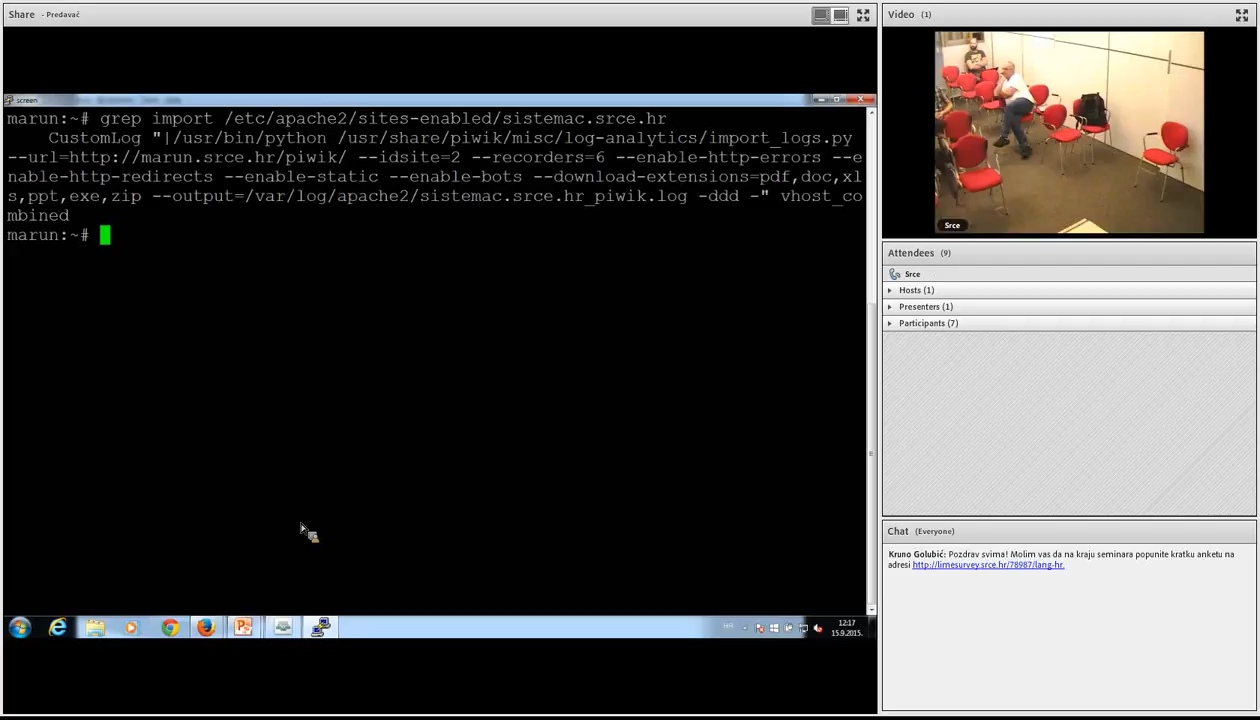 Share - Predavač
screen
marun:~# grep import /etc/apache2/sites-enabled/sistemac.srce.hr
CustomLog "|/usr/bin/python /usr/share/piwik/misc/log-analytics/import_logs.py
--url=http://marun.srce.hr/piwik/ --idsite=2 --recorders=6 --enable-http-errors --e
nable-http-redirects --enable-static --enable-bots --download-extensions=pdf,doc,xl
s,ppt,exe,zip --output=/var/log/apache2/sistemac.srce.hr_piwik.log -ddd -" vhost_co
mbined
marun:~#
HR
12:17
15.9.2015.
Video (1)
Srce
Attendees (9)
Srce
Hosts (1)
Presenters (1)
Participants (7)
Chat (Everyone)
Kruno Golubić: Pozdrav svima! Molim vas da na kraju seminara popunite kratku anketu na
adresi http://limesurvey.srce.hr/78987/lang-hr.